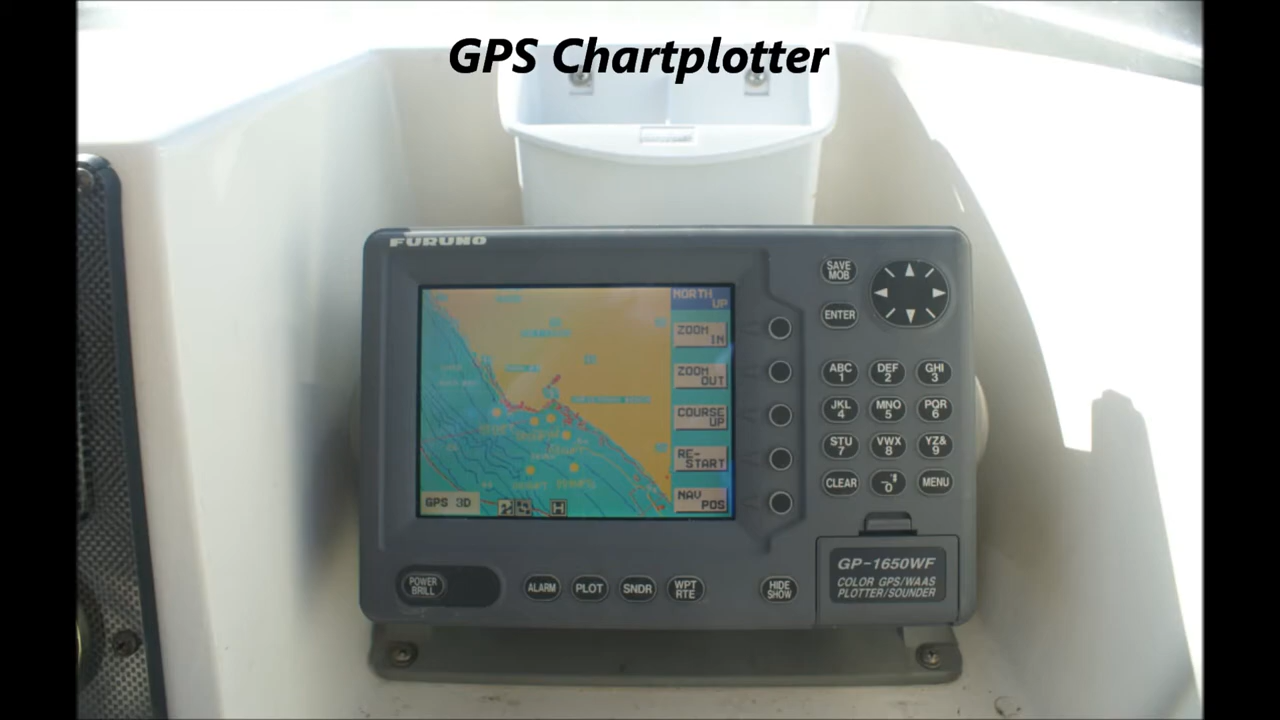 GPS Chartplotter
FURUNO
NORTH
UP
ZOOM
IN
ZOOM
OUT
COURSE
UP
RE-
START
NAV
POS
GPS 3D
SAVE
MOB
ENTER
ABC
1
DEF
2
GHI
3
JKL
4
MNO
5
PQR
6
STU
7
VWX
8
YZ&
9
CLEAR
0
MENU
POWER
BRILL
ALARM
PLOT
SNDR
WPT
RTE
HIDE
SHOW
GP-1650WF
COLOR GPS/WAAS
PLOTTER/SOUNDER